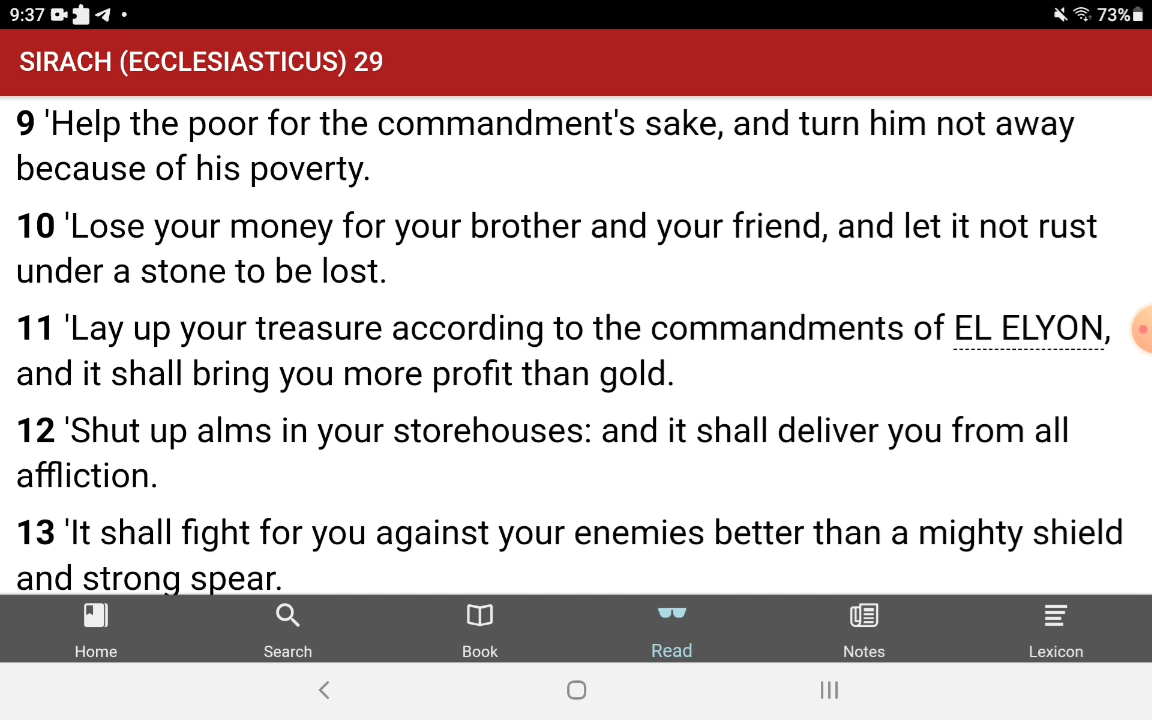 9:37
73%
SIRACH (ECCLESIASTICUS) 29
9 'Help the poor for the commandment's sake, and turn him not away
because of his poverty.
10 'Lose your money for your brother and your friend, and let it not rust
under a stone to be lost.
11 'Lay up your treasure according to the commandments of EL ELYON,
and it shall bring you more profit than gold.
12 'Shut up alms in your storehouses: and it shall deliver you from all
affliction.
13 'It shall fight for you against your enemies better than a mighty shield
and strong spear.
Home Search Book Read Notes Lexicon